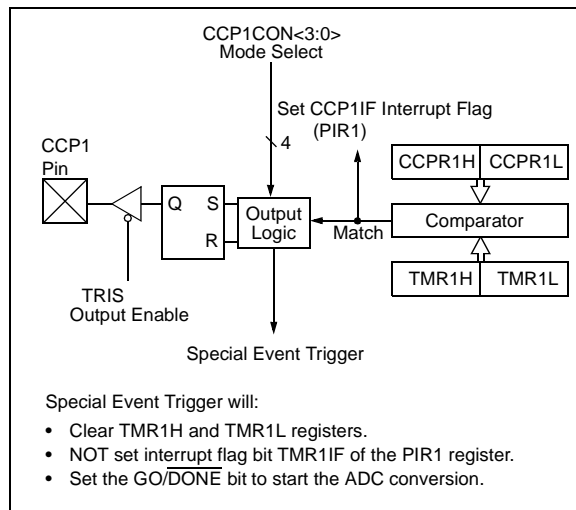 CCP1CON<3:0>
Mode Select
Set CCP1IF Interrupt Flag
(PIR1)
4
CCP1
Pin
CCPR1H CCPR1L
Q S
R
Output
Logic
Match
Comparator
TRIS
Output Enable
TMR1H TMR1L
Special Event Trigger
Special Event Trigger will:
• Clear TMR1H and TMR1L registers.
• NOT set interrupt flag bit TMR1IF of the PIR1 register.
• Set the GO/DONE bit to start the ADC conversion.